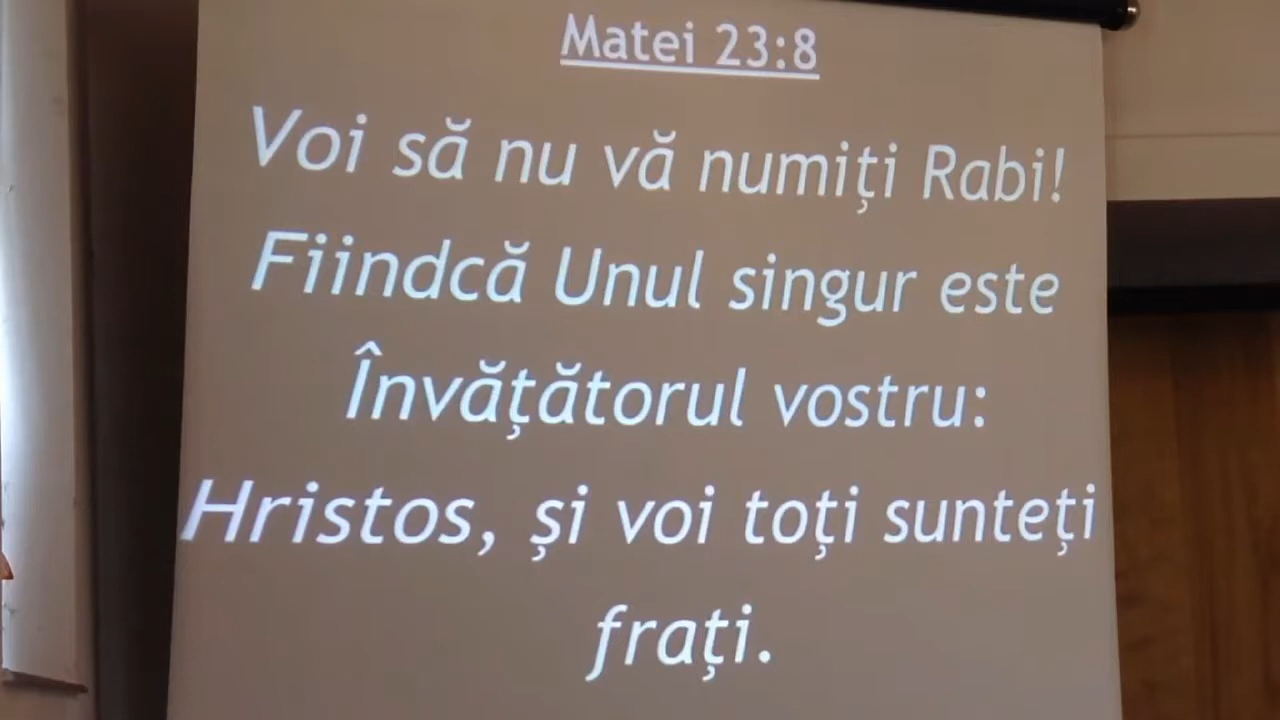 Matei 23:8
Voi să nu vă numiți Rabi!
Fiindcă Unul singur este
Învățătorul vostru:
Hristos, și voi toți sunteți
frați.